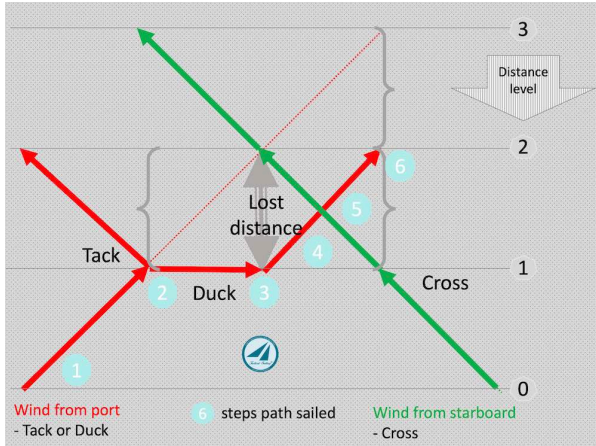 3
Distance
level
2
6
Lost
distance
5
Tack
4
1
2
Duck
3
Cross
1
0
Wind from port
- Tack or Duck
6 steps path sailed
Wind from starboard
- Cross